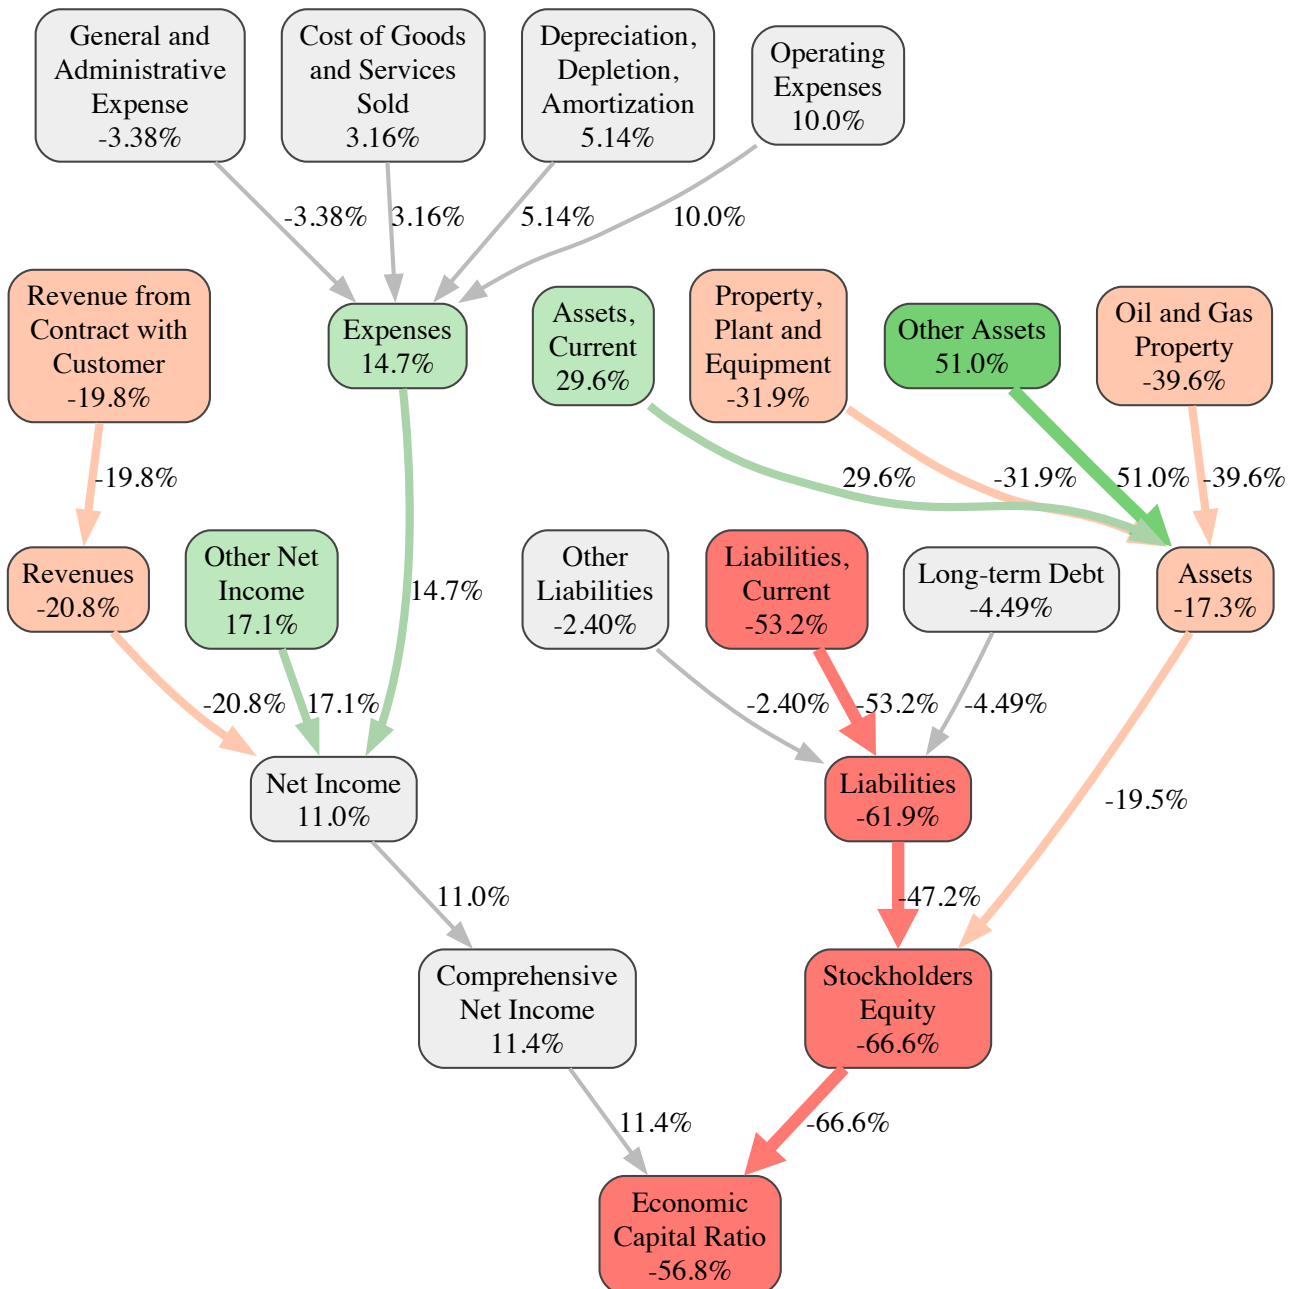 General and
Administrative
Expense
-3.38%
Cost of Goods
and Services
Sold
3.16%
Depreciation,
Depletion,
Amortization
5.14%
Operating
Expenses
10.0%
-3.38%
3.16%
5.14%
10.0%
Revenue from
Contract with
Customer
-19.8%
Expenses
14.7%
Assets,
Current
29.6%
Property,
Plant and
Equipment
-31.9%
Other Assets
51.0%
Oil and Gas
Property
-39.6%
-19.8%
29.6%
-31.9%
51.0%
-39.6%
Revenues
-20.8%
Other Net
Income
17.1%
14.7%
Other
Liabilities
-2.40%
Liabilities,
Current
-53.2%
Long-term Debt
-4.49%
Assets
-17.3%
-20.8%
17.1%
-2.40%
-53.2%
-4.49%
Net Income
11.0%
Liabilities
-61.9%
-19.5%
11.0%
-47.2%
Comprehensive
Net Income
11.4%
Stockholders
Equity
-66.6%
11.4%
-66.6%
Economic
Capital Ratio
-56.8%